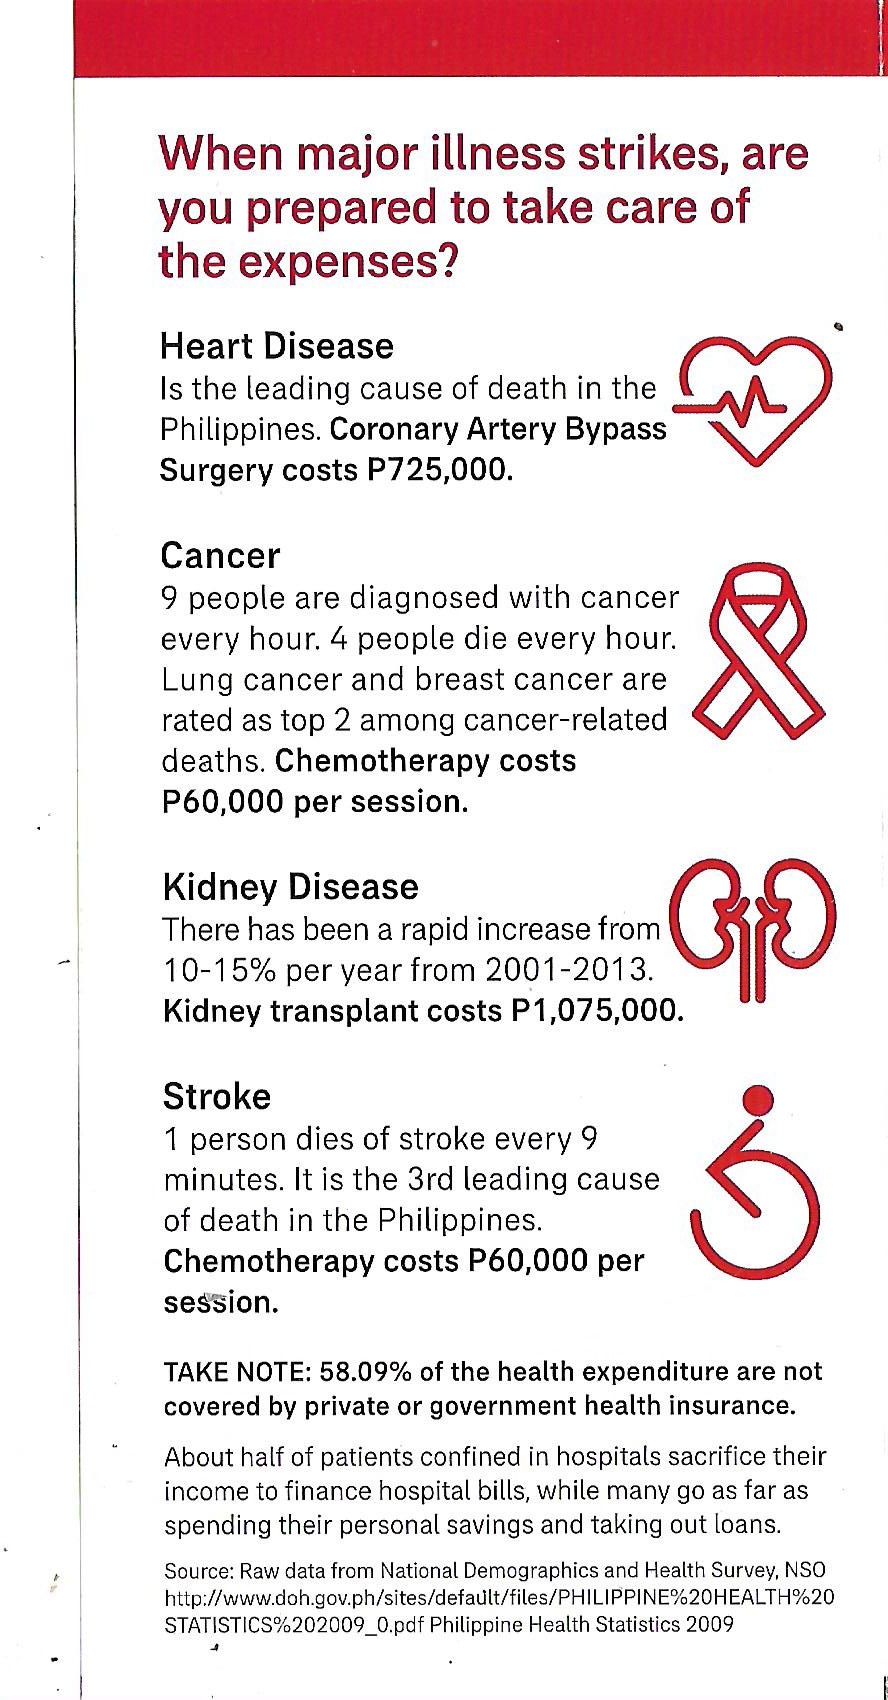 When major illness strikes, are
you prepared to take care of
the expenses?
Heart Disease
Is the leading cause of death in the
Philippines. Coronary Artery Bypass
Surgery costs P725,000.
Cancer
9 people are diagnosed with cancer
every hour. 4 people die every hour.
Lung cancer and breast cancer are
rated as top 2 among cancer-related
deaths. Chemotherapy costs
P60,000 per session.
Kidney Disease
There has been a rapid increase from
10-15% per year from 2001-2013.
Kidney transplant costs P1,075,000.
Stroke
1 person dies of stroke every 9
minutes. It is the 3rd leading cause
of death in the Philippines.
Chemotherapy costs P60,000 per
session.
TAKE NOTE: 58.09% of the health expenditure are not
covered by private or government health insurance.
About half of patients confined in hospitals sacrifice their
income to finance hospital bills, while many go as far as
spending their personal savings and taking out loans.
Source: Raw data from National Demographics and Health Survey, NSO
http://www.doh.gov.ph/sites/default/files/PHILIPPINE%20HEALTH%20
STATISTICS%202009_0.pdf Philippine Health Statistics 2009